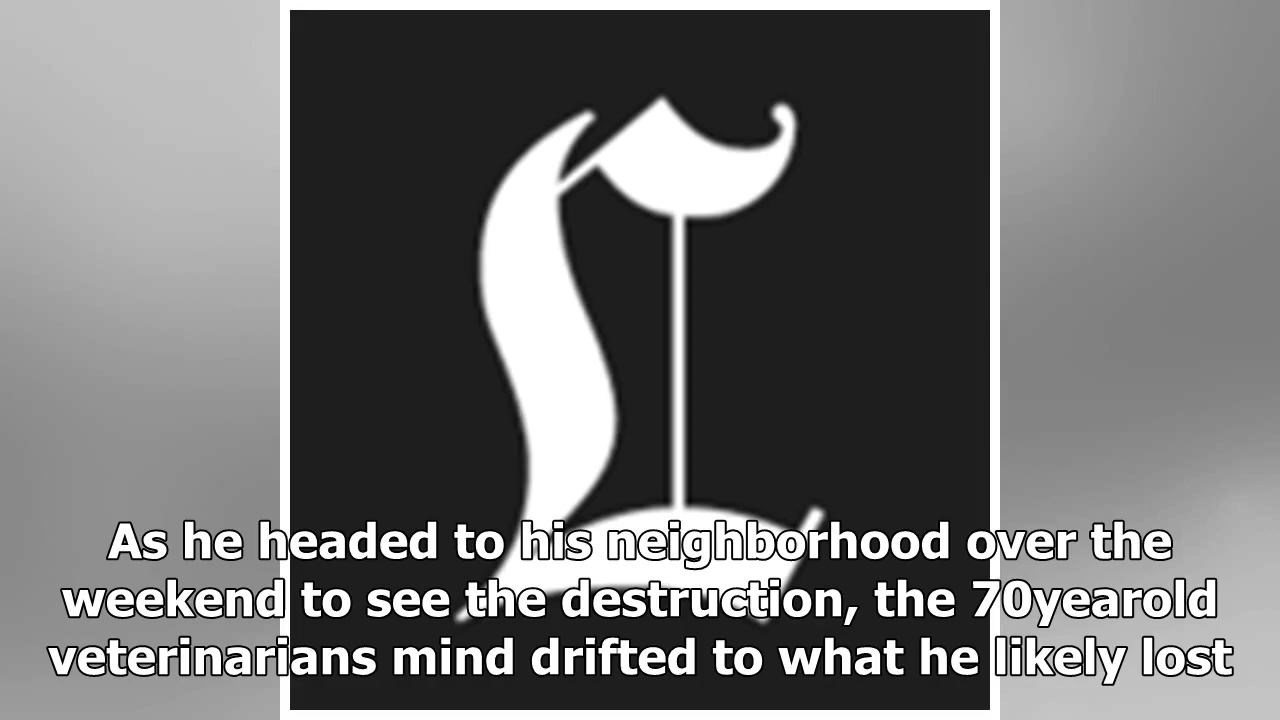 L
As he headed to his neighborhood over the
weekend to see the destruction, the 70yearold
veterinarians mind drifted to what he likely lost